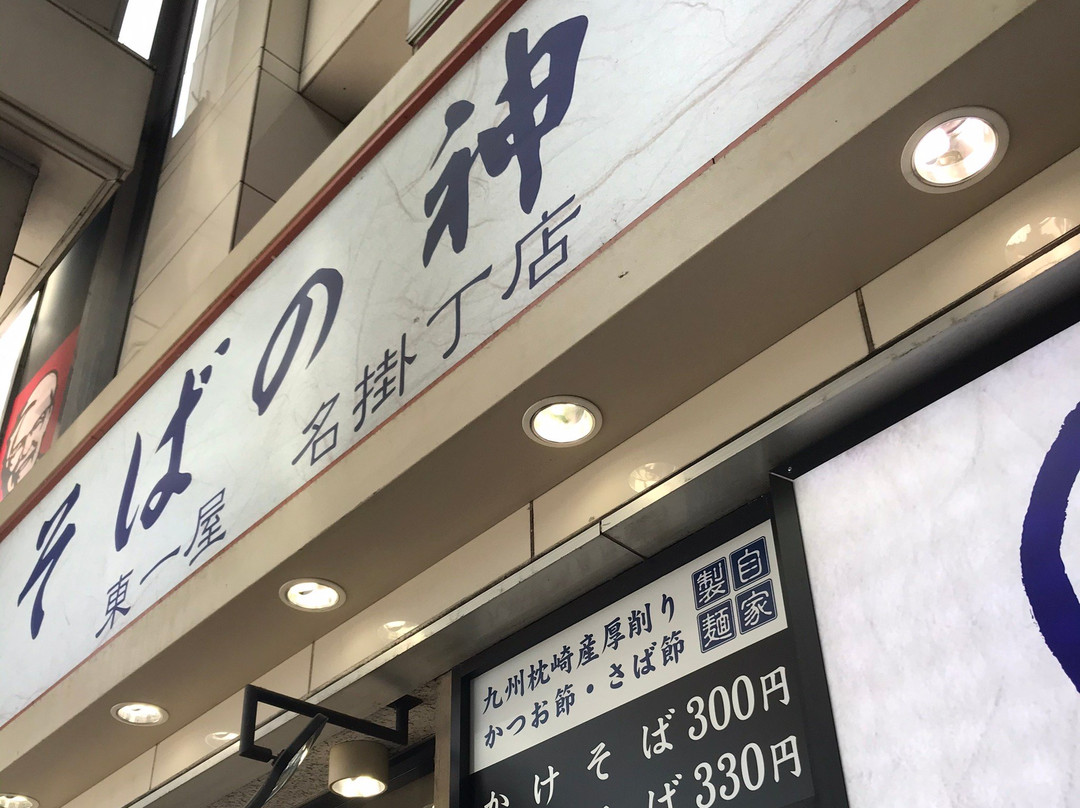 そばの神
東一屋 名掛丁店
自家製麺
九州枕崎産厚削り
かつお節・さば節
かけそば300円
ば330円